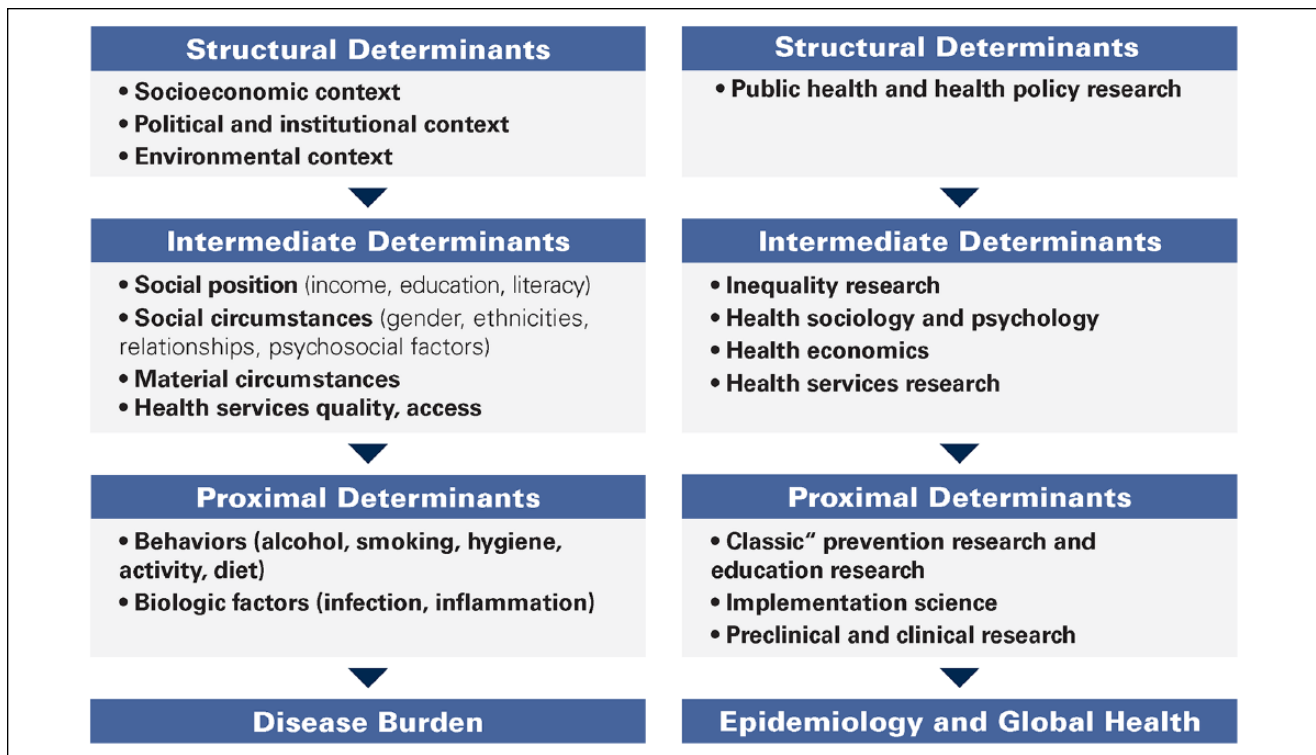 Structural Determinants
• Socioeconomic context
• Political and institutional context
• Environmental context
Intermediate Determinants
• Social position (income, education, literacy)
• Social circumstances (gender, ethnicities,
relationships, psychosocial factors)
• Material circumstances
• Health services quality, access
Proximal Determinants
• Behaviors (alcohol, smoking, hygiene,
activity, diet)
• Biologic factors (infection, inflammation)
Disease Burden
Structural Determinants
• Public health and health policy research
Intermediate Determinants
• Inequality research
• Health sociology and psychology
• Health economics
• Health services research
Proximal Determinants
• Classic“ prevention research and
education research
• Implementation science
• Preclinical and clinical research
Epidemiology and Global Health